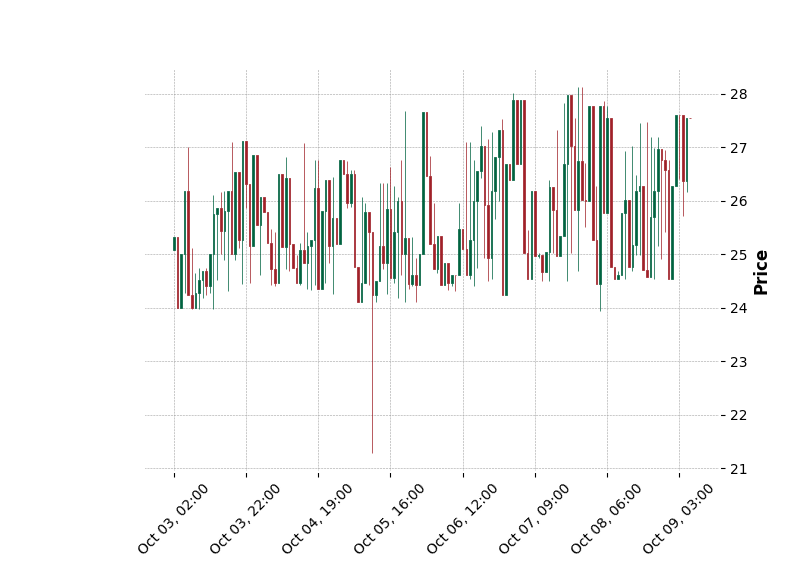 28
27
26
25
24
23
22
21
Price
Oct 03, 02:00
Oct 03, 22:00
Oct 04, 19:00
Oct 05, 16:00
Oct 06, 12:00
Oct 07, 09:00
Oct 08, 06:00
Oct 09, 03:00